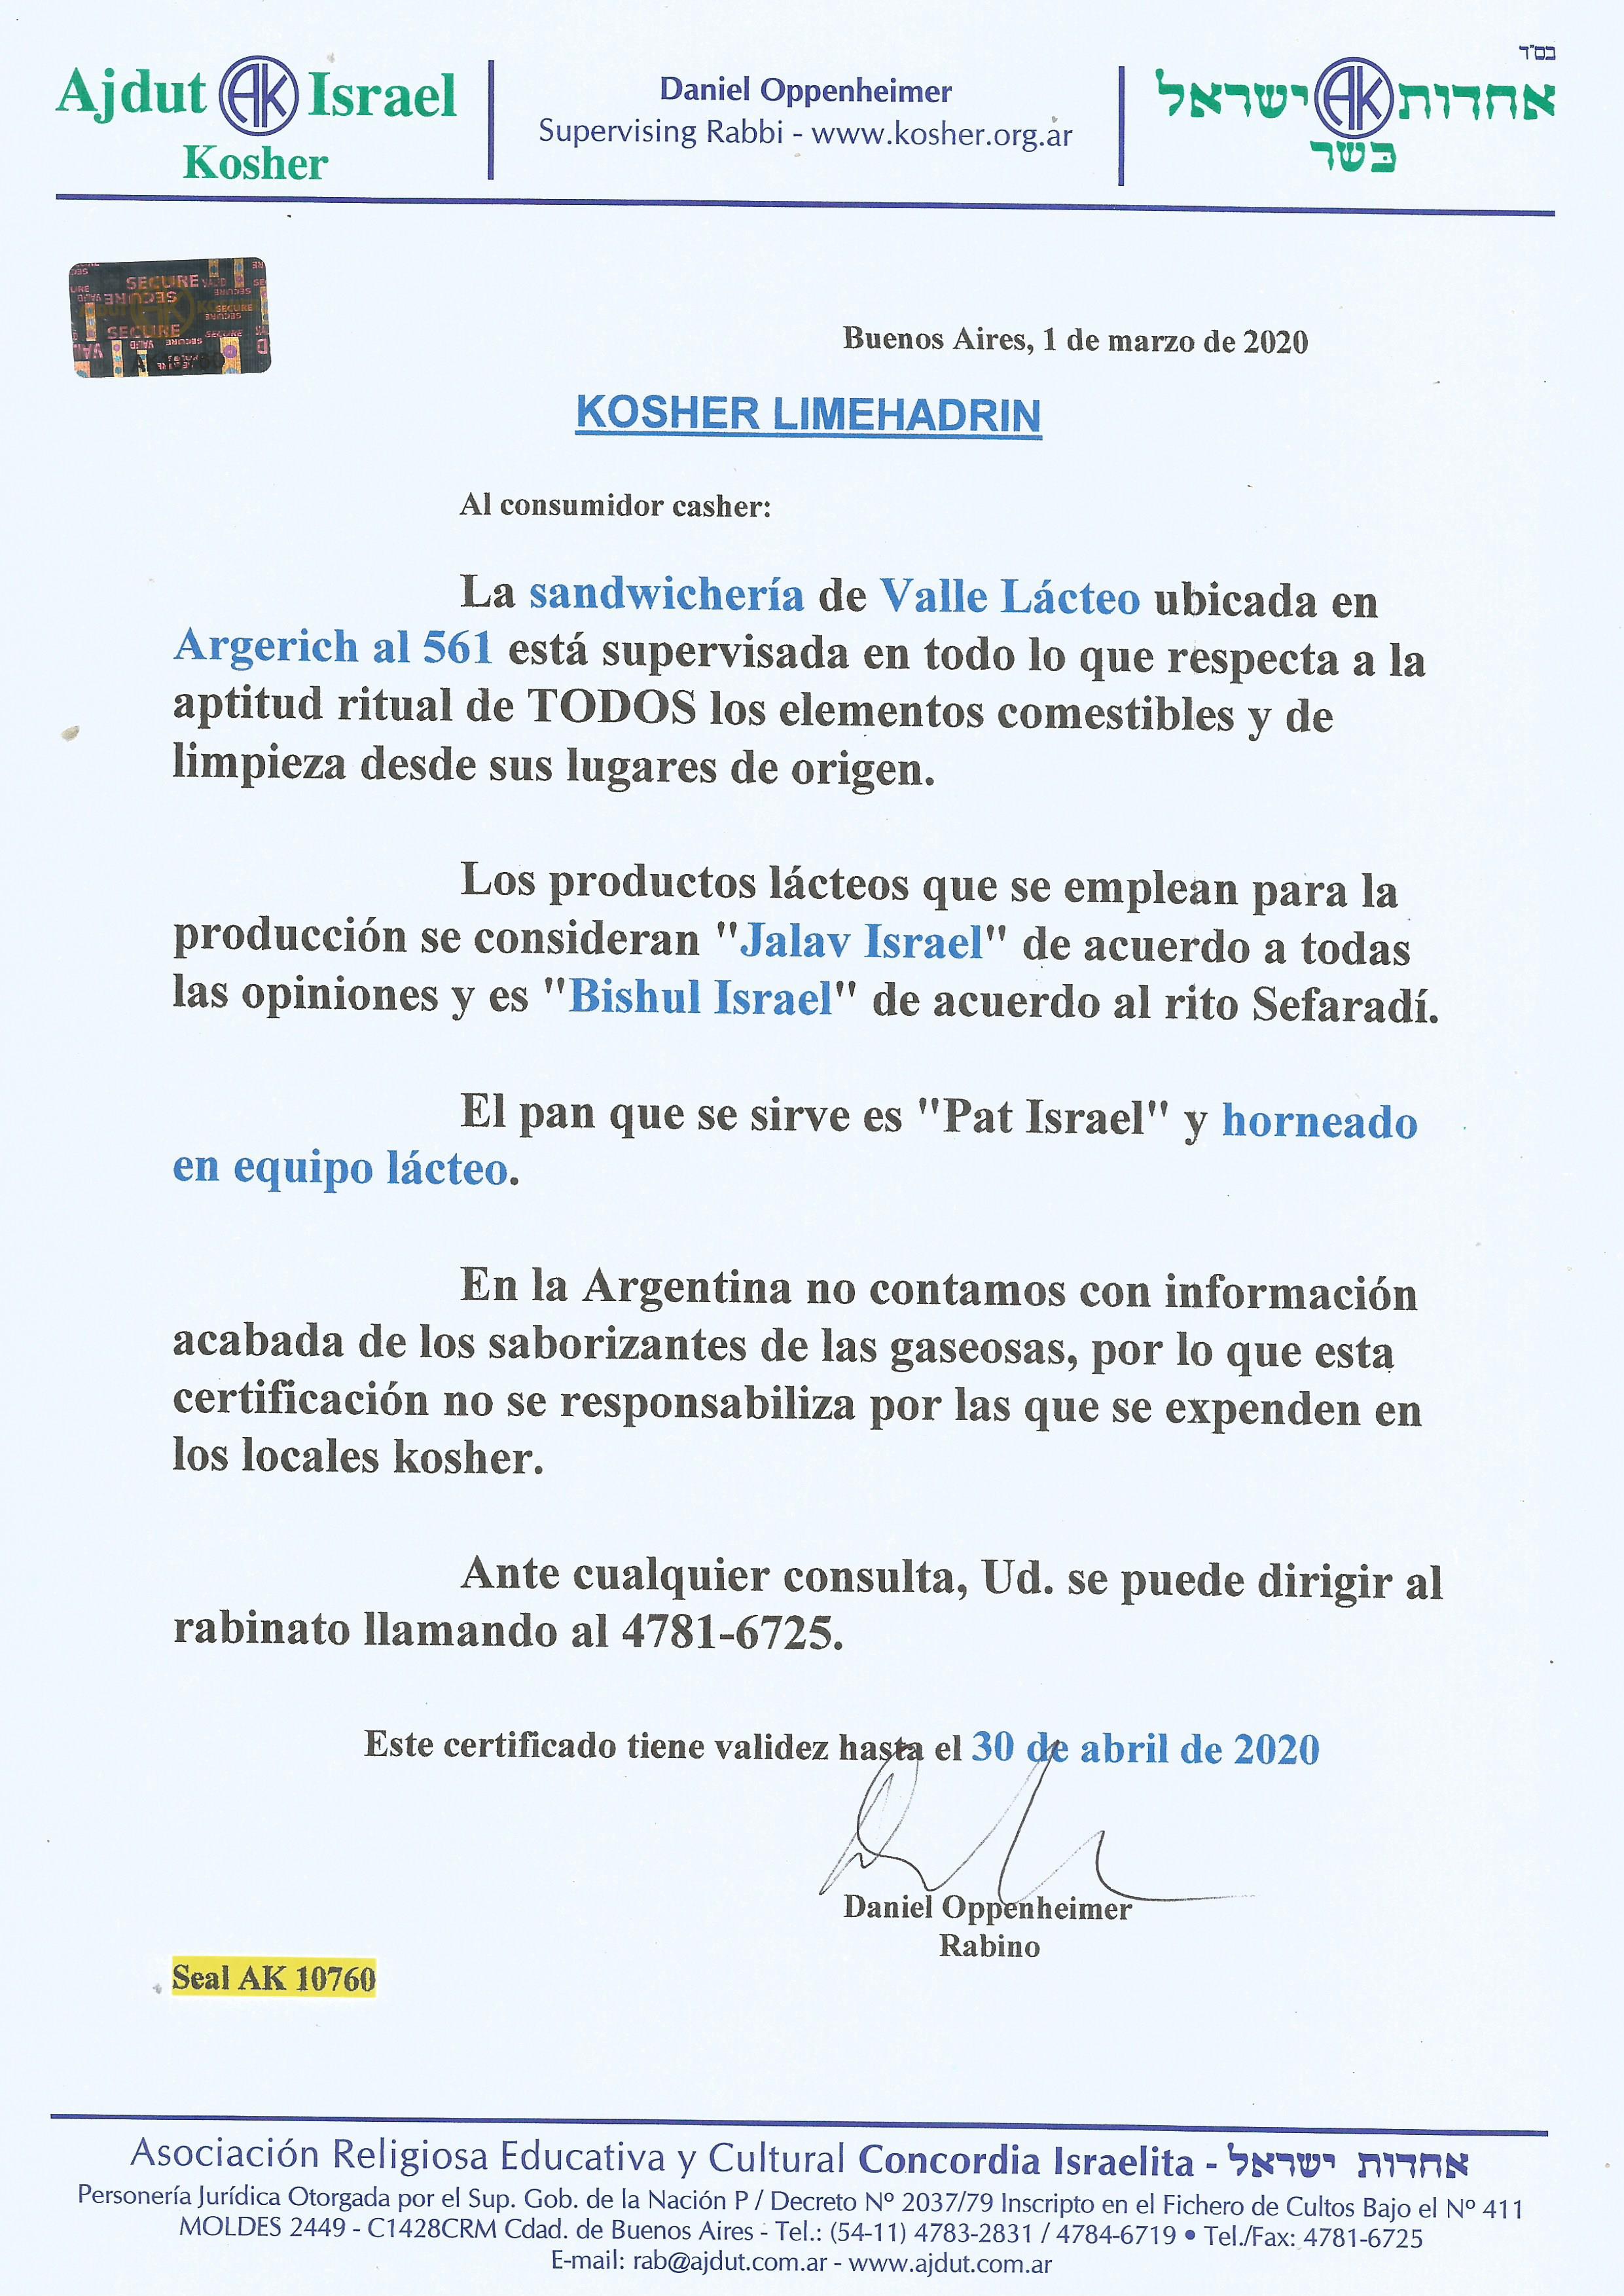 בס"ד
Ajdut AK Israel
Kosher
Daniel Oppenheimer
Supervising Rabbi - www.kosher.org.ar
אחדות AK ישראל
כשר
SECURE
SECURE
SECURE
Buenos Aires, 1 de marzo de 2020
KOSHER LIMEHADRIN
Al consumidor casher:
La sandwichería de Valle Lácteo ubicada en
Argerich al 561 está supervisada en todo lo que respecta a la
aptitud ritual de TODOS los elementos comestibles y de
limpieza desde sus lugares de origen.
Los productos lácteos que se emplean para la
producción se consideran "Jalav Israel" de acuerdo a todas
las opiniones y es "Bishul Israel" de acuerdo al rito Sefaradí.
El pan que se sirve es "Pat Israel" y horneado
en equipo lácteo.
En la Argentina no contamos con información
acabada de los saborizantes de las gaseosas, por lo que esta
certificación no se responsabiliza por las que se expenden en
los locales kosher.
Ante cualquier consulta, Ud. se puede dirigir al
rabinato llamando al 4781-6725.
Este certificado tiene validez hasta el 30 de abril de 2020
Daniel Oppenheimer
Rabino
Seal AK 10760
Asociación Religiosa Educativa y Cultural Concordia Israelita - אחדות ישראל
Personería Jurídica Otorgada por el Sup. Gob. de la Nación P / Decreto Nº 2037/79 Inscripto en el Fichero de Cultos Bajo el Nº 411
MOLDES 2449 - C1428CRM Cdad. de Buenos Aires - Tel.: (54-11) 4783-2831 / 4784-6719 • Tel./Fax: 4781-6725
E-mail: rab@ajdut.com.ar - www.ajdut.com.ar